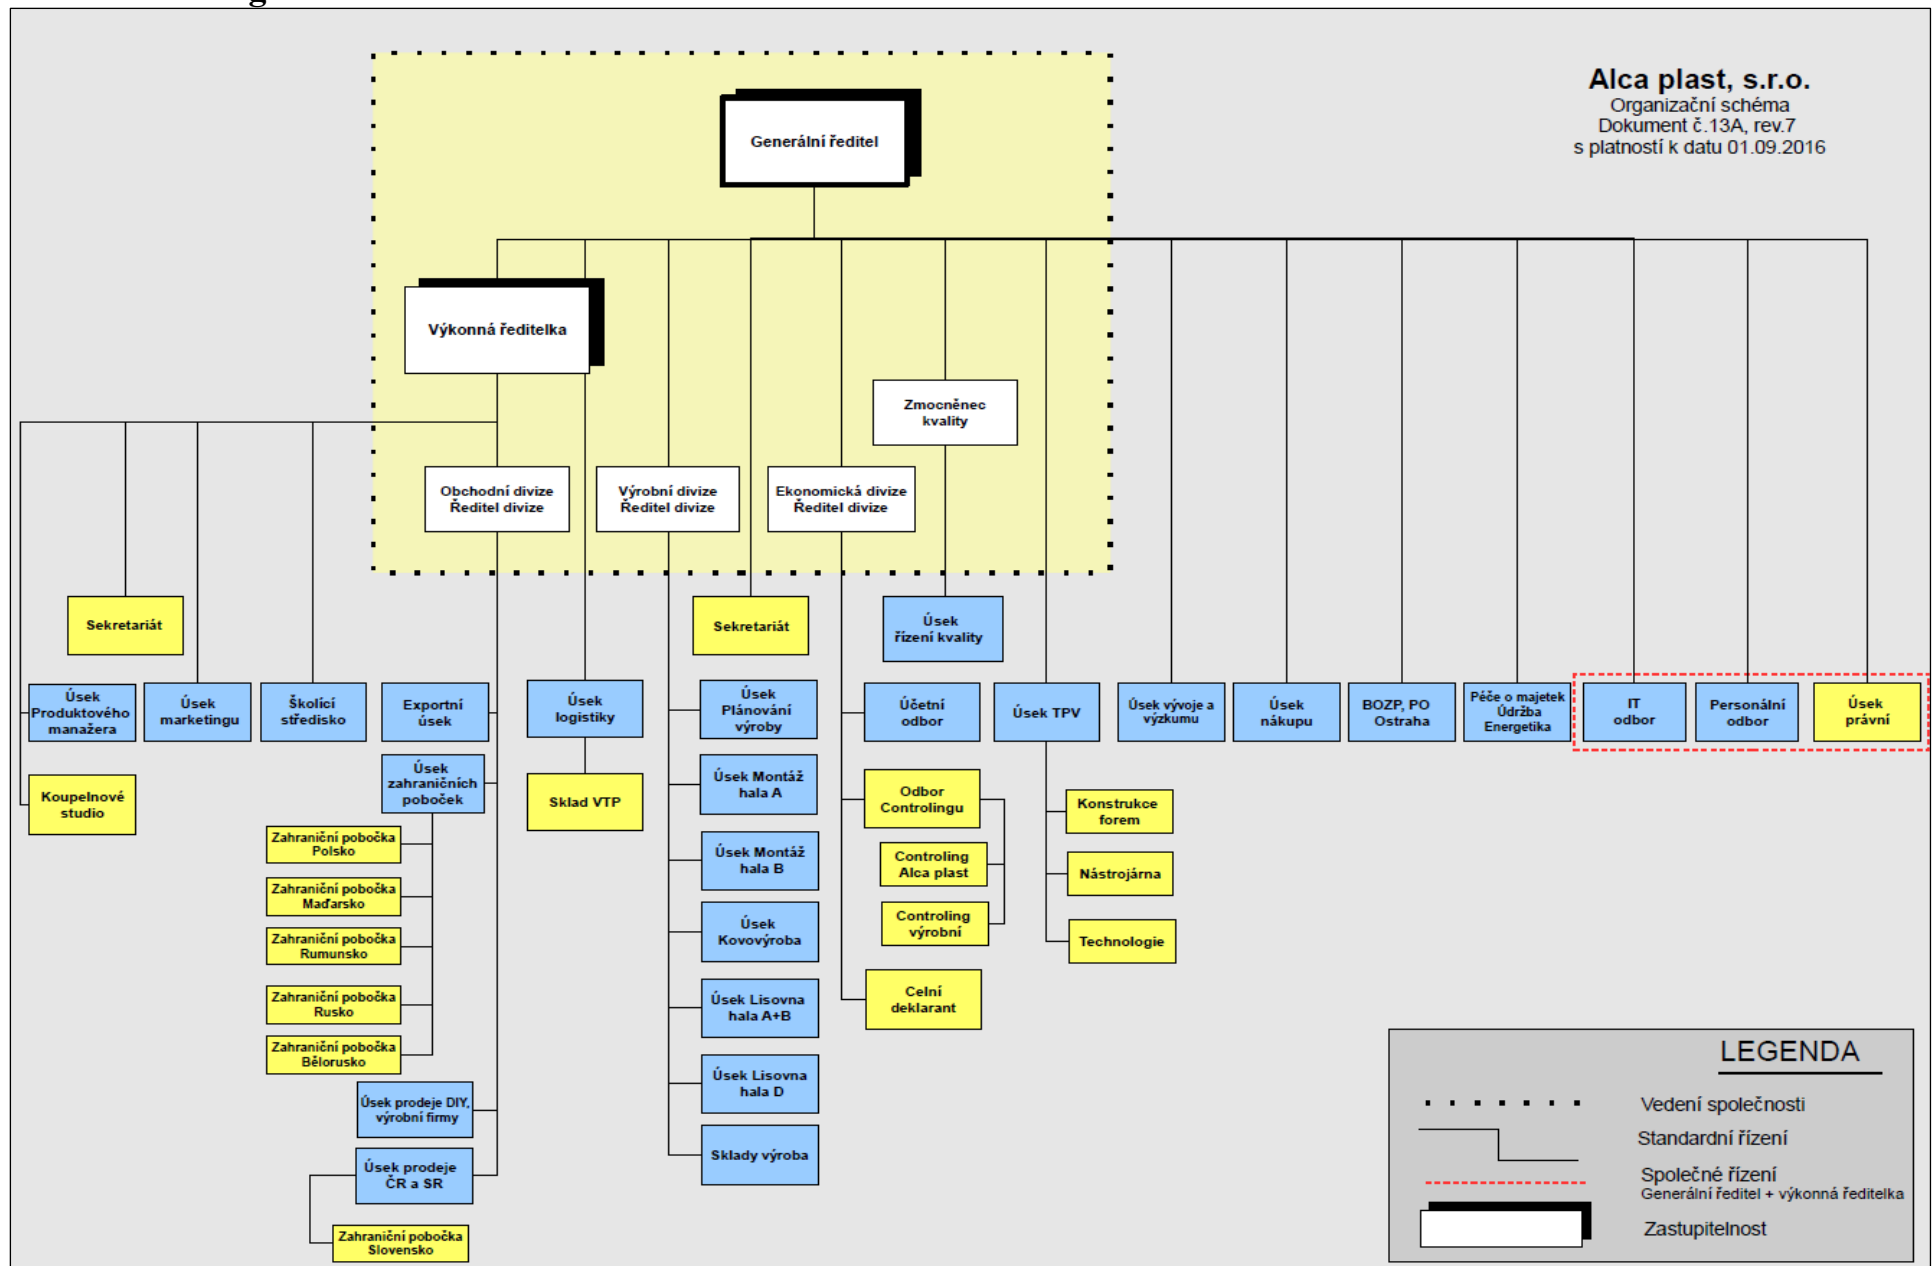 Alca plast, s.r.o.
Organizační schéma
Dokument č.13A, rev.7
s platností k datu 01.09.2016
Generální ředitel
Výkonná ředitelka
Zmocněnec
kvality
Obchodní divize
Ředitel divize
Výrobní divize
Ředitel divize
Ekonomická divize
Ředitel divize
Sekretariát
Sekretariát
Úsek
řízení kvality
Úsek
Produktového
manažera
Úsek
marketingu
Školící
středisko
Exportní
úsek
Úsek
logistiky
Úsek
Plánování
výroby
Účetní
odbor
Úsek TPV
Úsek vývoje a
výzkumu
Úsek
nákupu
BOZP, PO
Ostraha
Péče o majetek
Údržba
Energetika
IT
odbor
Personální
odbor
Úsek
právní
Koupelnové
studio
Úsek
zahraničních
poboček
Sklad VTP
Úsek Montáž
hala A
Odbor
Controlingu
Konstrukce
forem
Zahraniční pobočka
Polsko
Úsek Montáž
hala B
Controling
Alca plast
Nástrojárna
Zahraniční pobočka
Maďarsko
Úsek
Kovovýroba
Controling
výrobní
Technologie
Zahraniční pobočka
Rumunsko
Zahraniční pobočka
Rusko
Úsek Lisovna
hala A+B
Celní
deklarant
Zahraniční pobočka
Bělorusko
Úsek Lisovna
hala D
Úsek prodeje DIY,
výrobní firmy
Sklady výroba
Úsek prodeje
ČR a SR
Zahraniční pobočka
Slovensko
LEGENDA
Vedení společnosti
Standardní řízení
Společné řízení
Generální ředitel + výkonná ředitelka
Zastupitelnost